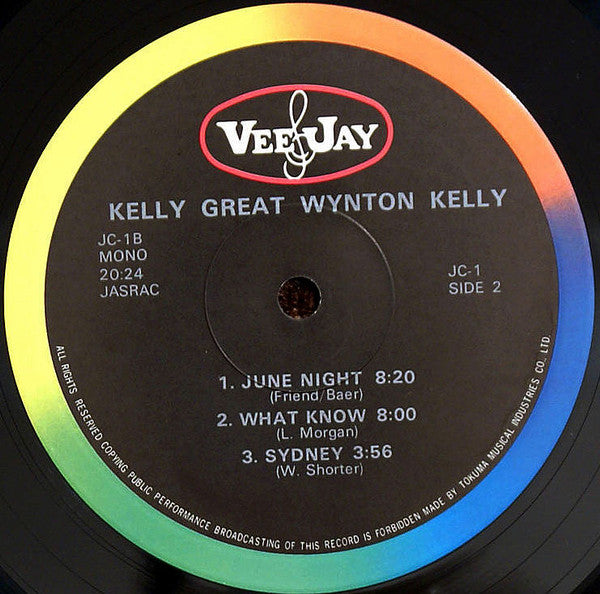 VEE JAY
KELLY GREAT WYNTON KELLY
JC-1B
MONO
20:24
JASRAC
JC-1
SIDE 2
1. JUNE NIGHT 8:20
(Friend/Baer)
2. WHAT KNOW 8:00
(L. Morgan)
3. SYDNEY 3:56
(W. Shorter)
ALL RIGHTS RESERVED COPYING PUBLIC PERFORMANCE BROADCASTING OF THIS RECORD IS FORBIDDEN MADE BY TOKUMA MUSICAL INDUSTRIES CO. LTD.